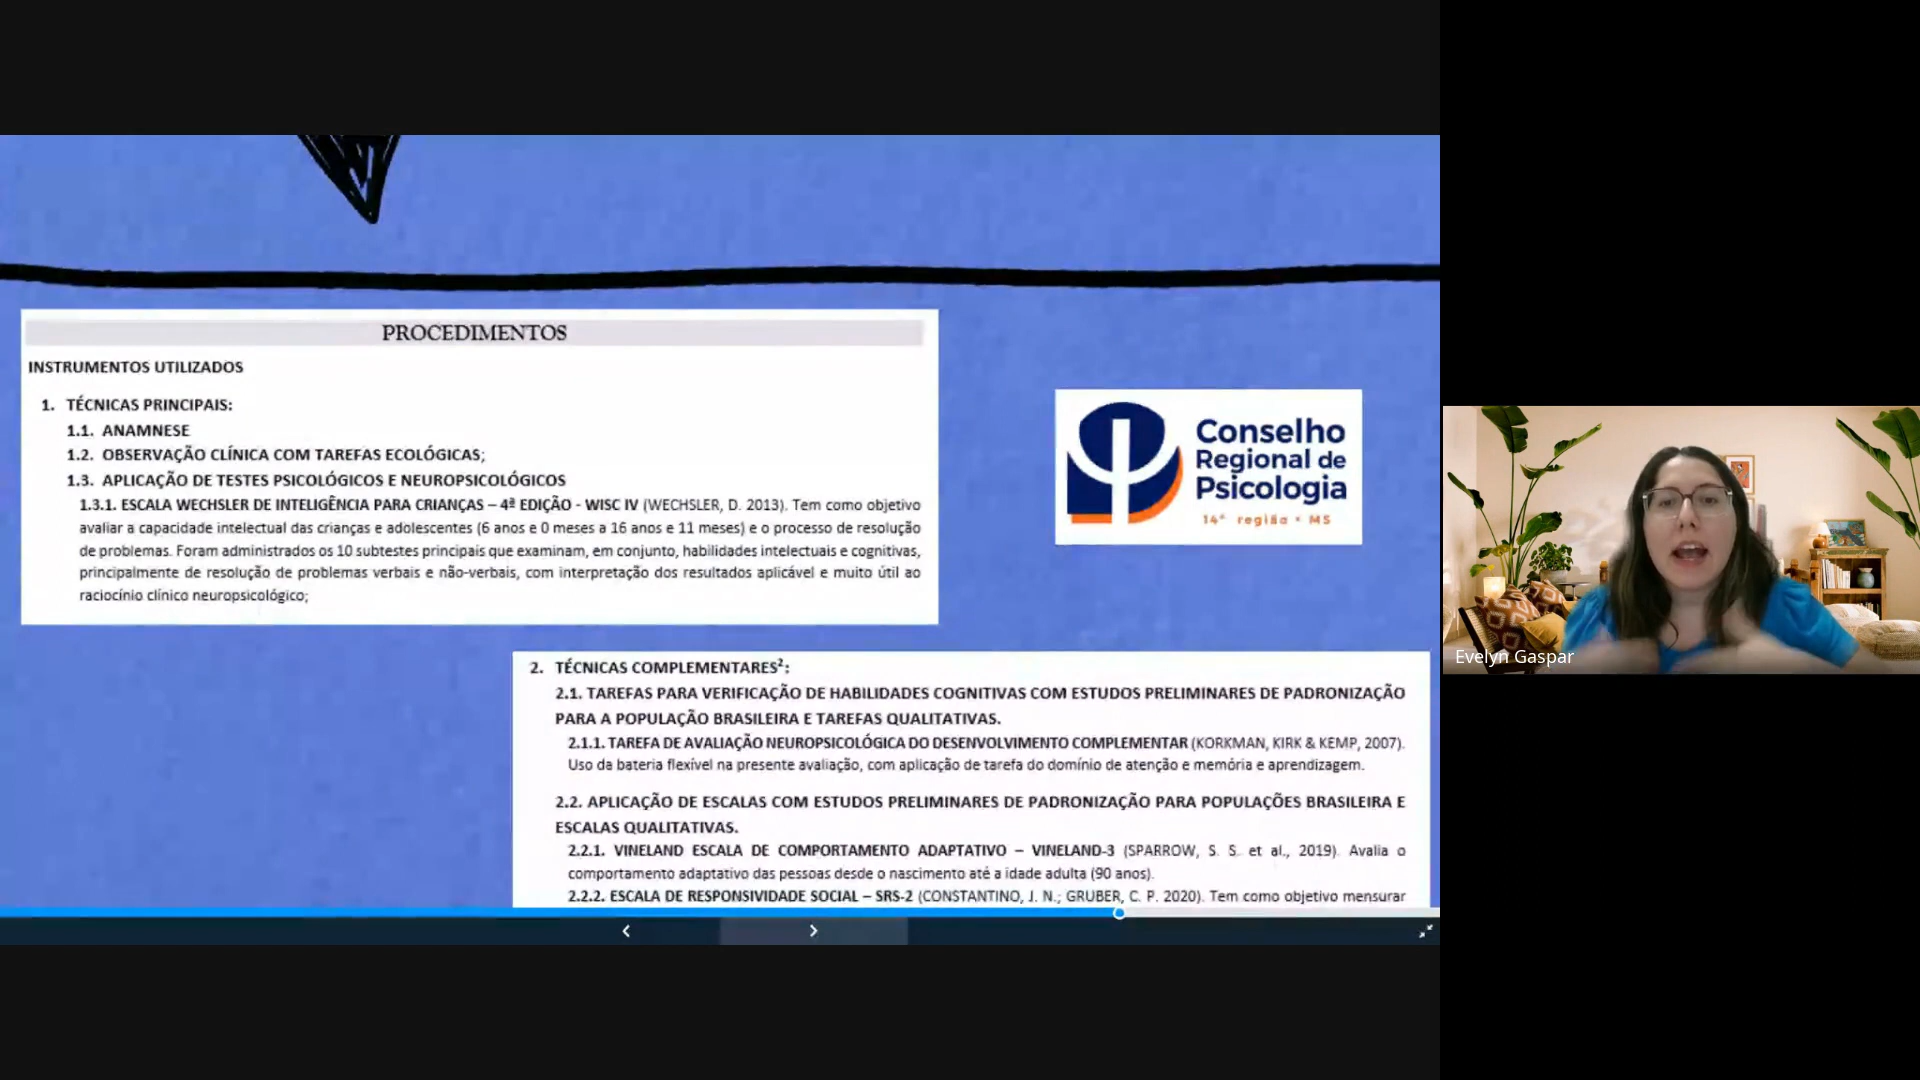 PROCEDIMENTOS
INSTRUMENTOS UTILIZADOS
1. TÉCNICAS PRINCIPAIS:
1.1. ANAMNESE
1.2. OBSERVAÇÃO CLÍNICA COM TAREFAS ECOLÓGICAS;
1.3. APLICAÇÃO DE TESTES PSICOLÓGICOS E NEUROPSICOLÓGICOS
1.3.1. ESCALA WECHSLER DE INTELIGÊNCIA PARA CRIANÇAS – 4ª EDIÇÃO - WISC IV (WECHSLER, D. 2013). Tem como objetivo
avaliar a capacidade intelectual das crianças e adolescentes (6 anos e 0 meses a 16 anos e 11 meses) e o processo de resolução
de problemas. Foram administrados os 10 subtestes principais que examinam, em conjunto, habilidades intelectuais e cognitivas,
principalmente de resolução de problemas verbais e não-verbais, com interpretação dos resultados aplicável e muito útil ao
raciocínio clínico neuropsicológico;
Conselho
Regional de
Psicologia
14ª região • MS
2. TÉCNICAS COMPLEMENTARES²:
2.1. TAREFAS PARA VERIFICAÇÃO DE HABILIDADES COGNITIVAS COM ESTUDOS PRELIMINARES DE PADRONIZAÇÃO
PARA A POPULAÇÃO BRASILEIRA E TAREFAS QUALITATIVAS.
2.1.1. TAREFA DE AVALIAÇÃO NEUROPSICOLÓGICA DO DESENVOLVIMENTO COMPLEMENTAR (KORKMAN, KIRK & KEMP, 2007).
Uso da bateria flexível na presente avaliação, com aplicação de tarefa do domínio de atenção e memória e aprendizagem.
2.2. APLICAÇÃO DE ESCALAS COM ESTUDOS PRELIMINARES DE PADRONIZAÇÃO PARA POPULAÇÕES BRASILEIRA E
ESCALAS QUALITATIVAS.
2.2.1. VINELAND ESCALA DE COMPORTAMENTO ADAPTATIVO – VINELAND-3 (SPARROW, S. S. et al., 2019). Avalia o
comportamento adaptativo das pessoas desde o nascimento até a idade adulta (90 anos).
2.2.2. ESCALA DE RESPONSIVIDADE SOCIAL – SRS-2 (CONSTANTINO, J. N.; GRUBER, C. P. 2020). Tem como objetivo mensurar
Evelyn Gaspar